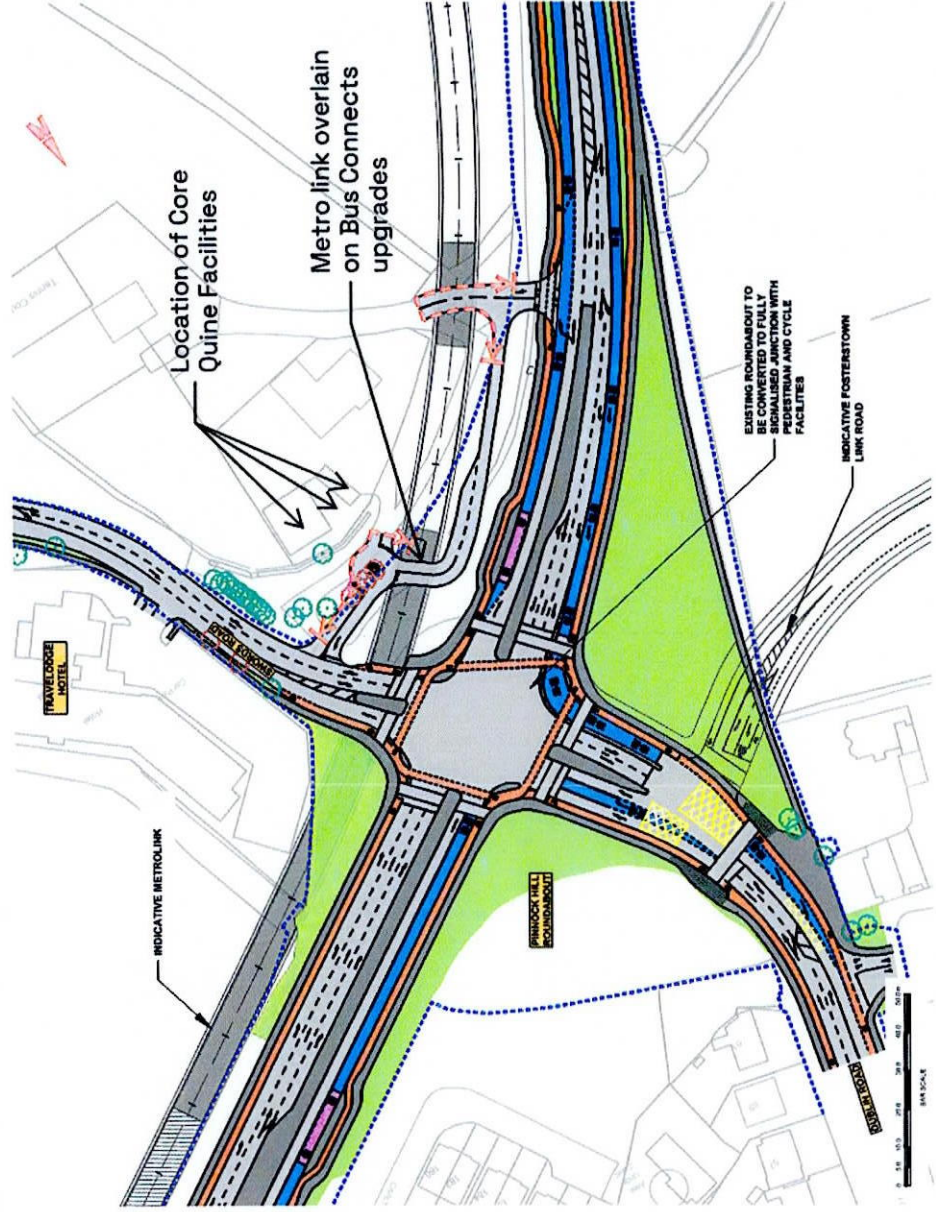 Location of Core
Quine Facilities
Metro link overlain
on Bus Connects
upgrades
TRAVELODGE
HOTEL
INDICATIVE METROLINK
EXISTING ROUNDABOUT TO
BE CONVERTED TO FULLY
SIGNALISED JUNCTION WITH
PEDESTRIAN AND CYCLE
FACILITIES
INDICATIVE FOSTERSTOWN
LINK ROAD
PINNOCK HILL
ROUNDABOUT
DUBLIN ROAD
BAR SCALE